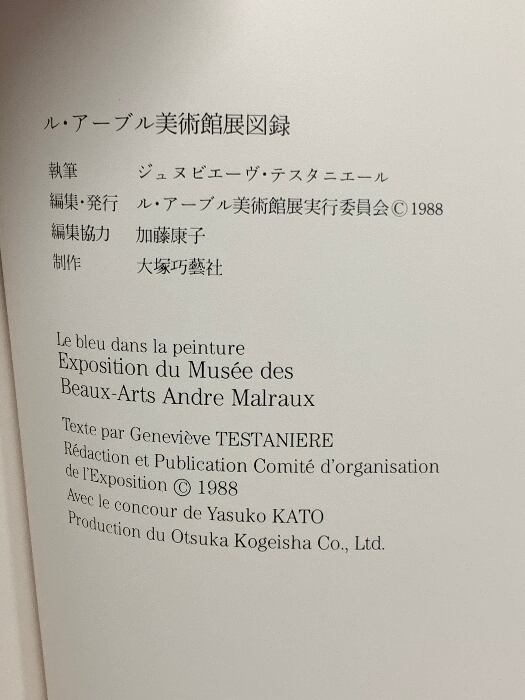 ル・アーブル美術館展図録
執筆 ジュヌビエーヴ・テスタニエール
編集・発行 ル・アーブル美術館展実行委員会©1988
編集協力 加藤康子
制作 大塚巧藝社
Le bleu dans la peinture
Exposition du Musée des
Beaux-Arts Andre Malraux
Texte par Geneviève TESTANIERE
Rédaction et Publication Comité d'organisation
de l'Exposition © 1988
Avec le concour de Yasuko KATO
Production du Otsuka Kogeisha Co., Ltd.